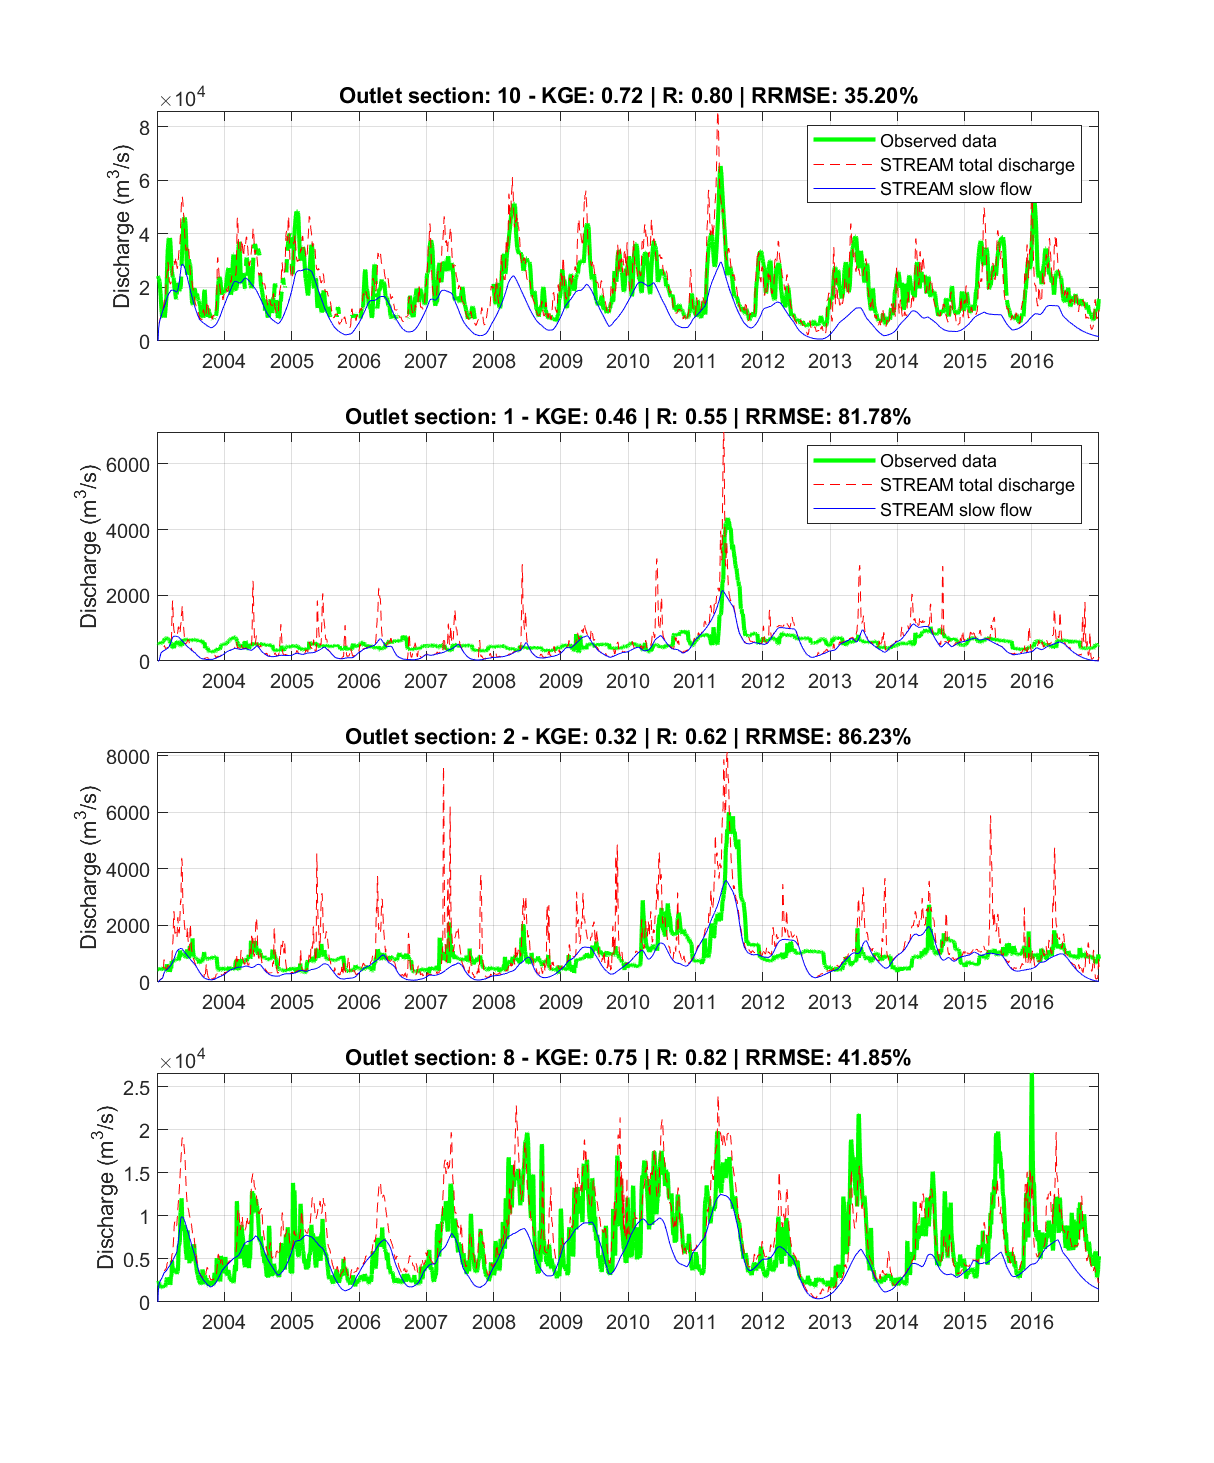 Outlet section: 10 - KGE: 0.72 | R: 0.80 | RRMSE: 35.20%
×10^4
Discharge (m^3/s)
8
6
4
2
0
Observed data
STREAM total discharge
STREAM slow flow
2004 2005 2006 2007 2008 2009 2010 2011 2012 2013 2014 2015 2016
Outlet section: 1 - KGE: 0.46 | R: 0.55 | RRMSE: 81.78%
Discharge (m^3/s)
6000
4000
2000
0
Observed data
STREAM total discharge
STREAM slow flow
2004 2005 2006 2007 2008 2009 2010 2011 2012 2013 2014 2015 2016
Outlet section: 2 - KGE: 0.32 | R: 0.62 | RRMSE: 86.23%
Discharge (m^3/s)
8000
6000
4000
2000
0
2004 2005 2006 2007 2008 2009 2010 2011 2012 2013 2014 2015 2016
Outlet section: 8 - KGE: 0.75 | R: 0.82 | RRMSE: 41.85%
×10^4
Discharge (m^3/s)
2.5
2
1.5
1
0.5
0
2004 2005 2006 2007 2008 2009 2010 2011 2012 2013 2014 2015 2016